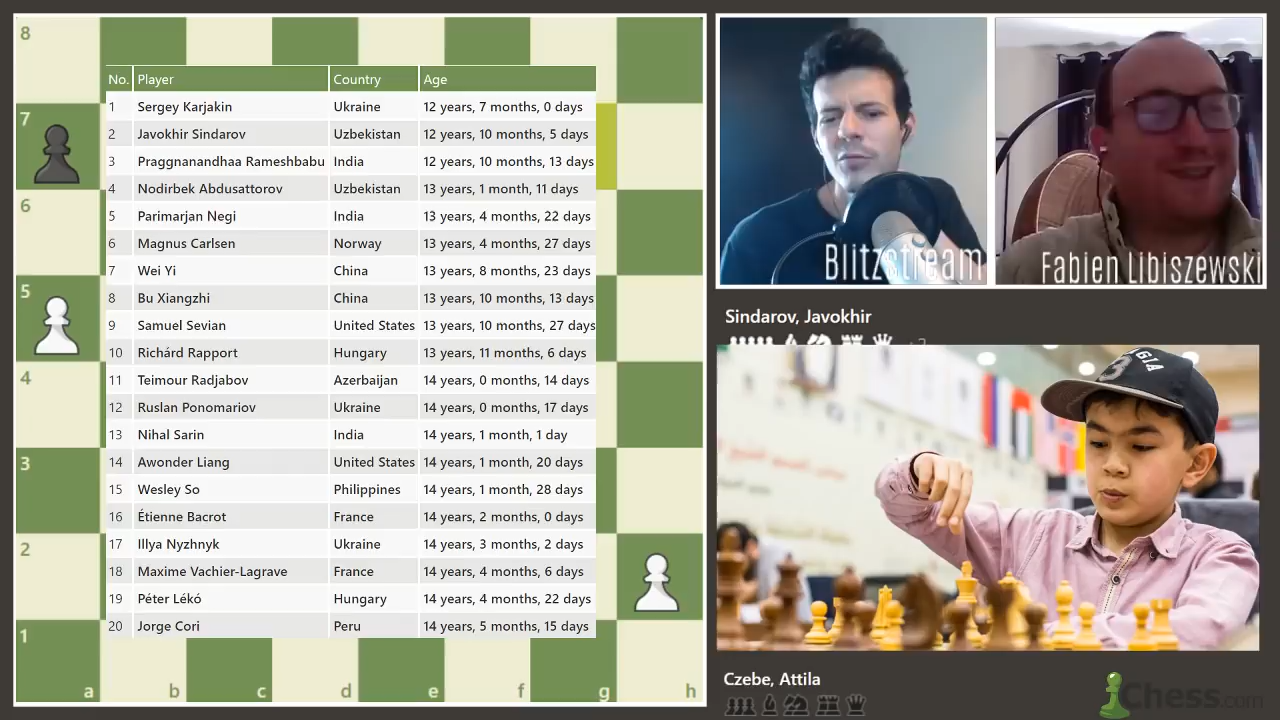 8
7
6
5
4
3
2
1
a b c d e f g h
No. Player Country Age
1 Sergey Karjakin Ukraine 12 years, 7 months, 0 days
2 Javokhir Sindarov Uzbekistan 12 years, 10 months, 5 days
3 Praggnanandhaa Rameshbabu India 12 years, 10 months, 13 days
4 Nodirbek Abdusattorov Uzbekistan 13 years, 1 month, 11 days
5 Parimarjan Negi India 13 years, 4 months, 22 days
6 Magnus Carlsen Norway 13 years, 4 months, 27 days
7 Wei Yi China 13 years, 8 months, 23 days
8 Bu Xiangzhi China 13 years, 10 months, 13 days
9 Samuel Sevian United States 13 years, 10 months, 27 days
10 Richárd Rapport Hungary 13 years, 11 months, 6 days
11 Teimour Radjabov Azerbaijan 14 years, 0 months, 14 days
12 Ruslan Ponomariov Ukraine 14 years, 0 months, 17 days
13 Nihal Sarin India 14 years, 1 month, 1 day
14 Awonder Liang United States 14 years, 1 month, 20 days
15 Wesley So Philippines 14 years, 1 month, 28 days
16 Étienne Bacrot France 14 years, 2 months, 0 days
17 Illya Nyzhnyk Ukraine 14 years, 3 months, 2 days
18 Maxime Vachier-Lagrave France 14 years, 4 months, 6 days
19 Péter Lékó Hungary 14 years, 4 months, 22 days
20 Jorge Cori Peru 14 years, 5 months, 15 days
Blitzstream
Fabien Libiszewski
Sindarov, Javokhir
Czebe, Attila
Chess.com